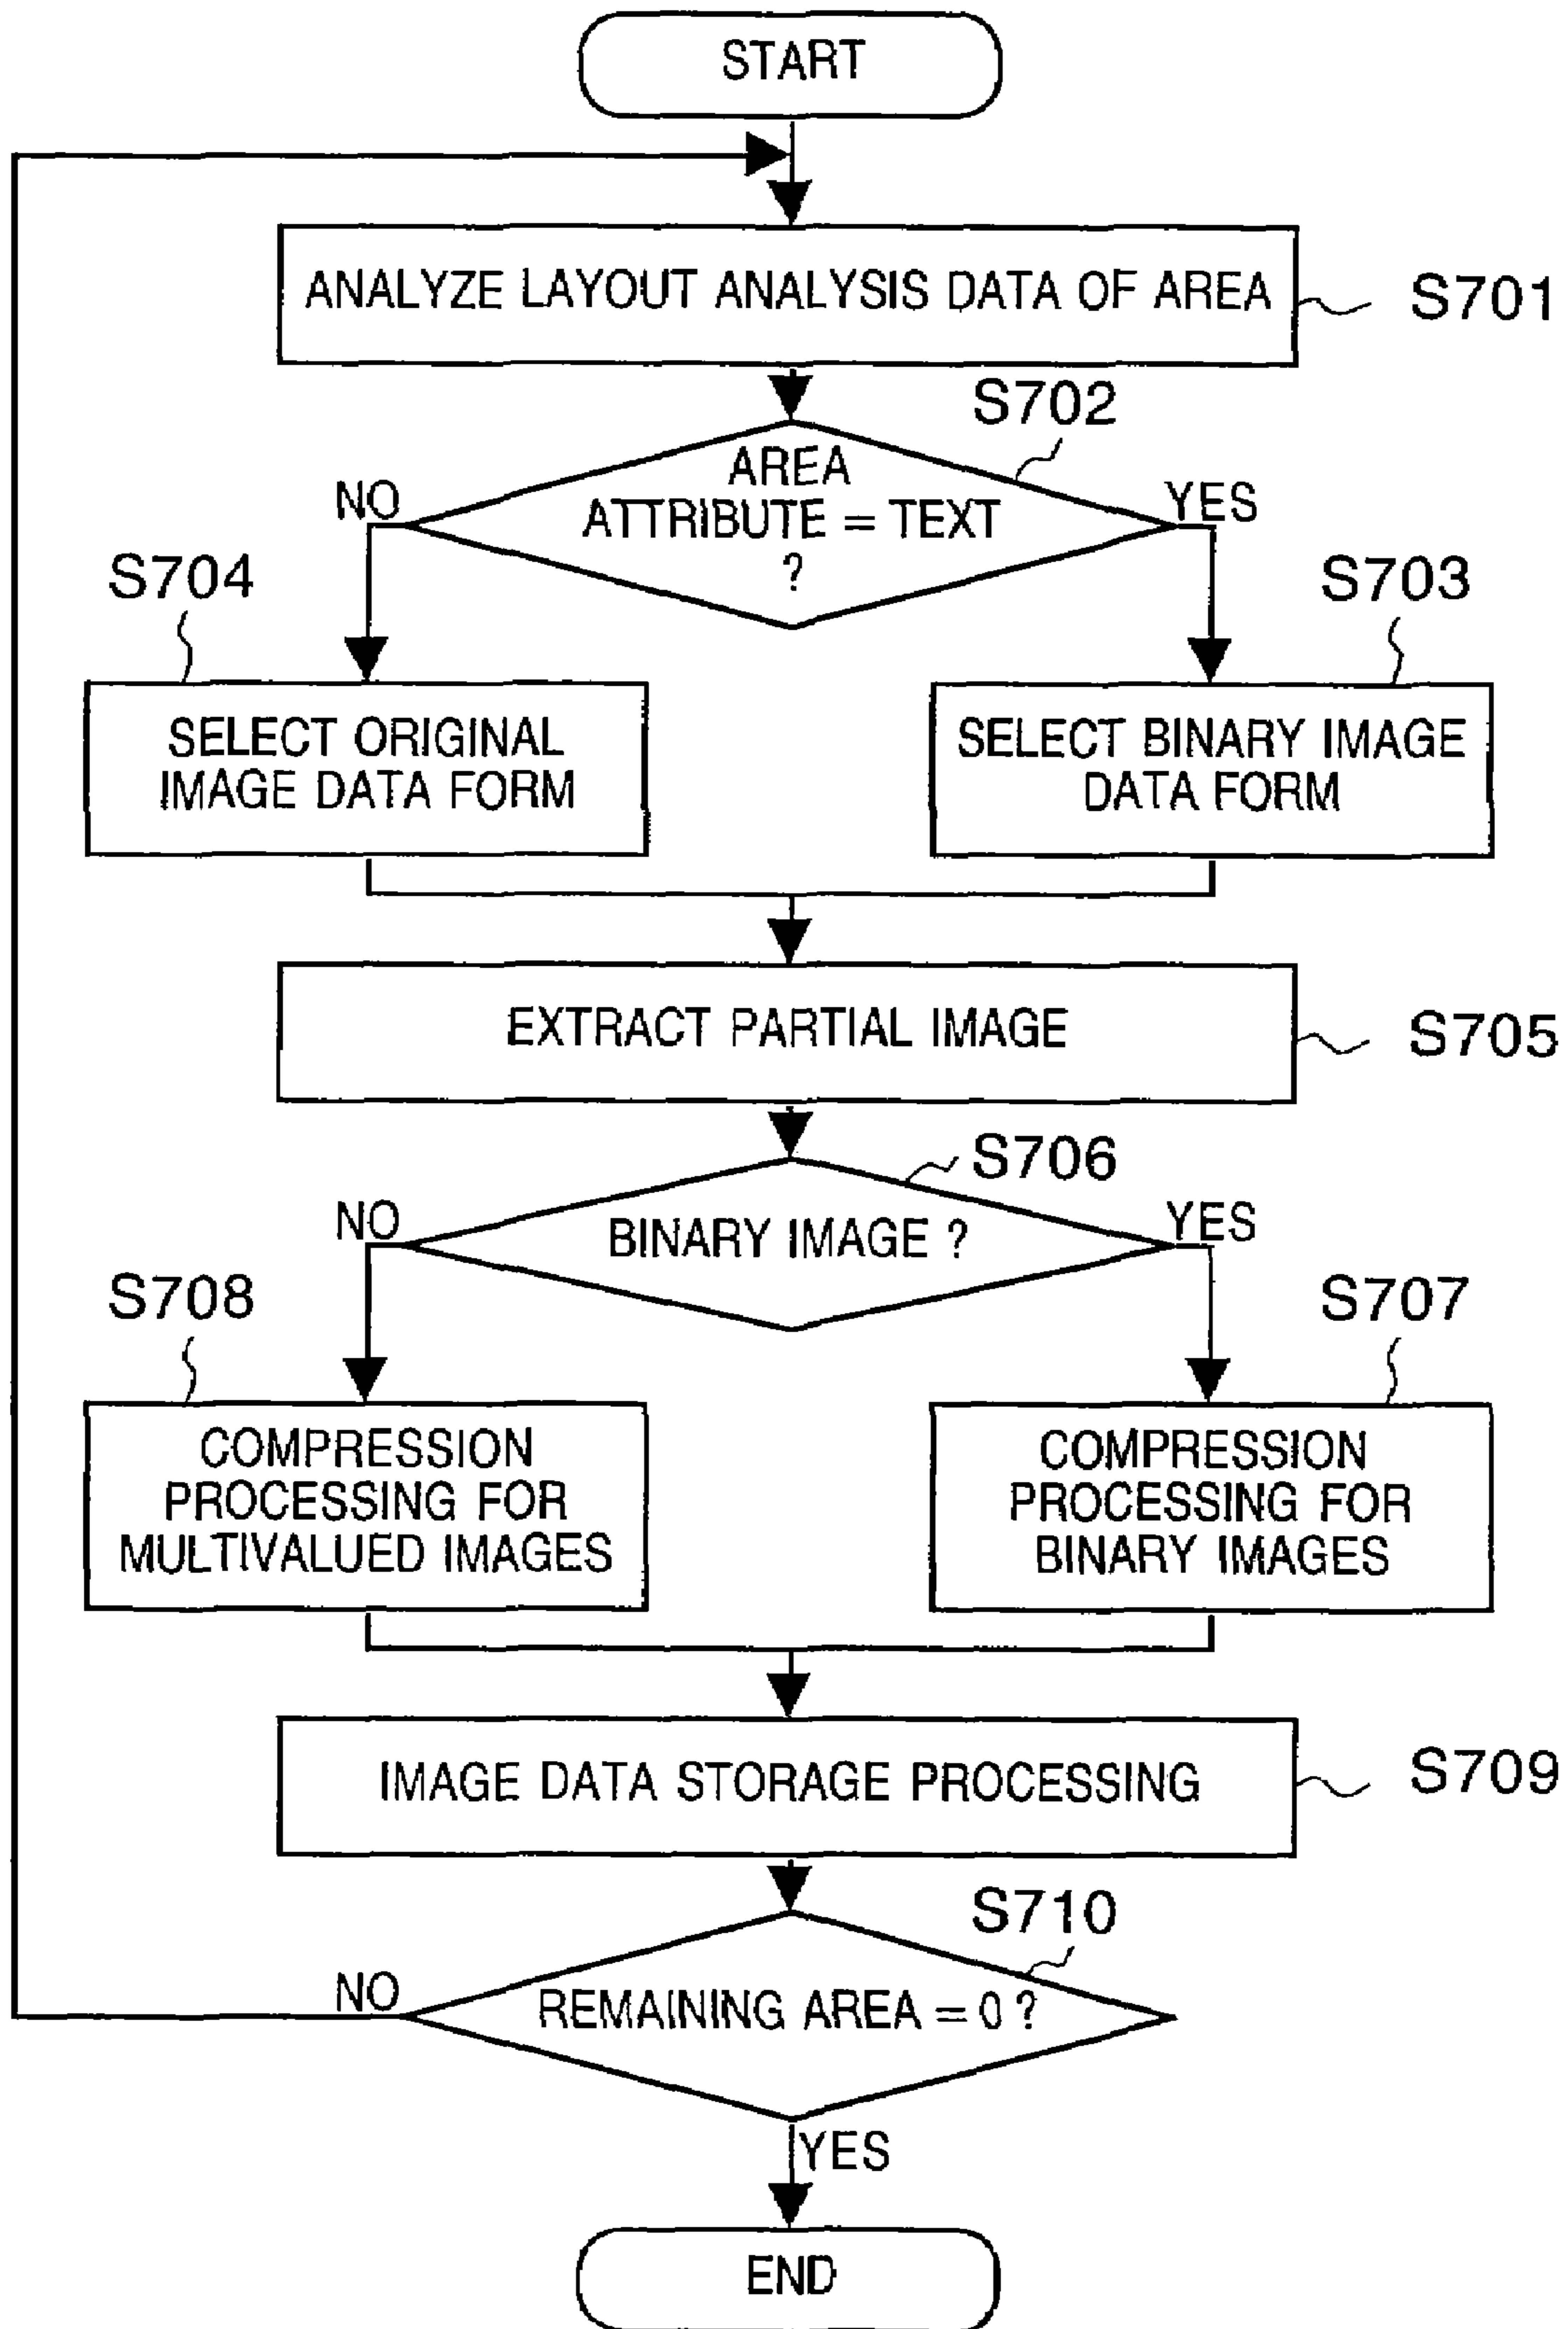 START
ANALYZE LAYOUT ANALYSIS DATA OF AREA
S701
S702
AREA
ATTRIBUTE = TEXT
?
NO
YES
S704
S703
SELECT ORIGINAL
IMAGE DATA FORM
SELECT BINARY IMAGE
DATA FORM
EXTRACT PARTIAL IMAGE
S705
S706
BINARY IMAGE ?
NO
YES
S708
S707
COMPRESSION
PROCESSING FOR
MULTIVALUED IMAGES
COMPRESSION
PROCESSING FOR
BINARY IMAGES
IMAGE DATA STORAGE PROCESSING
S709
S710
REMAINING AREA = 0 ?
NO
YES
END